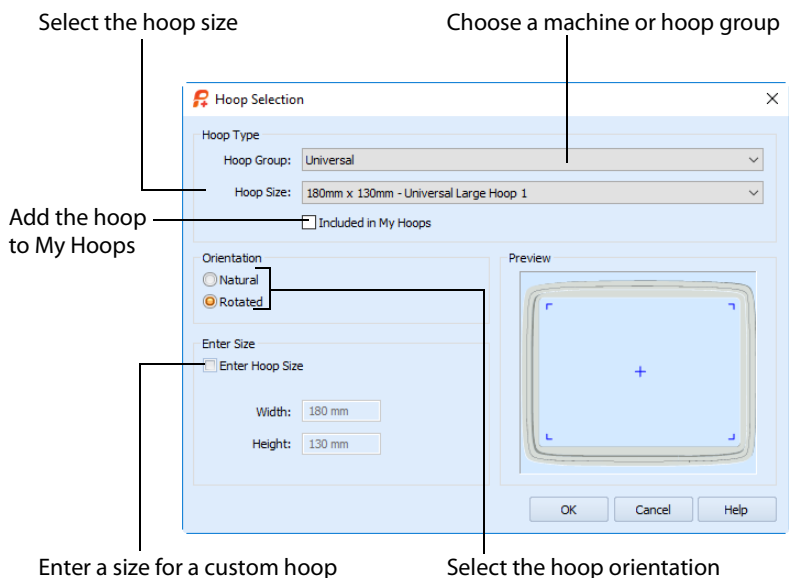 Select the hoop size
Choose a machine or hoop group
Hoop Selection
Hoop Type
Hoop Group: Universal
Hoop Size: 180mm x 130mm - Universal Large Hoop 1
Add the hoop
to My Hoops
Included in My Hoops
Orientation
Natural
Rotated
Preview
Enter Size
Enter Hoop Size
Width: 180 mm
Height: 130 mm
OK Cancel Help
Enter a size for a custom hoop
Select the hoop orientation